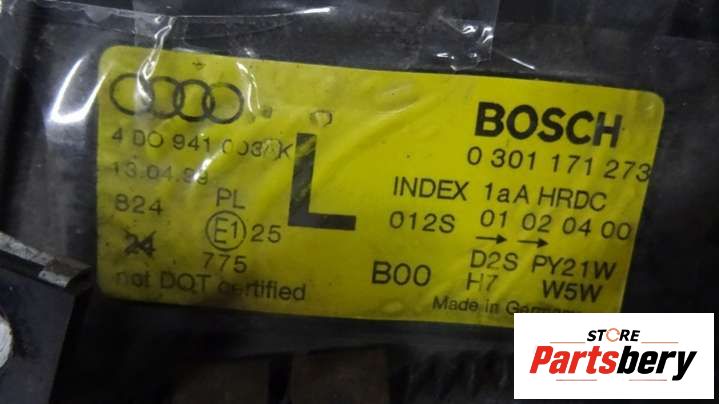 BOSCH
4 D0 941 003 K
0 301 171 273
13.04.99
L
INDEX 1aA HRDC
824 PL
012S 01 02 04 00
E1 25
→ →
24
775
B00
D2S PY21W
H7 W5W
not DOT certified
Made in Germany
STORE
Partsbery